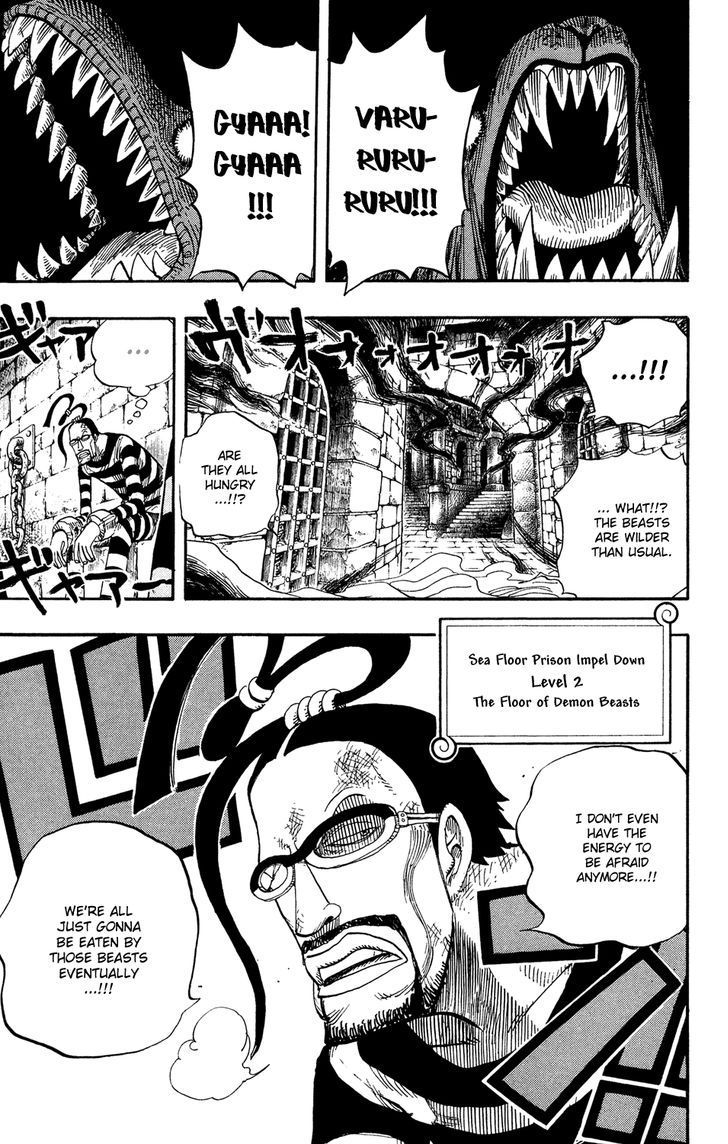 VARU-
RURU-
RURU!!!
GYAAA!
GYAAA
!!!
...!!!
... WHAT!!?
THE BEASTS
ARE WILDER
THAN USUAL.
ヴオオオオオオ
ARE
THEY ALL
HUNGRY
...!!?
...
ギャアア
ギャアアー
Sea Floor Prison Impel Down
Level 2
The Floor of Demon Beasts
I DON'T EVEN
HAVE THE
ENERGY TO
BE AFRAID
ANYMORE...!!
WE'RE ALL
JUST GONNA
BE EATEN BY
THOSE BEASTS
EVENTUALLY
...!!!